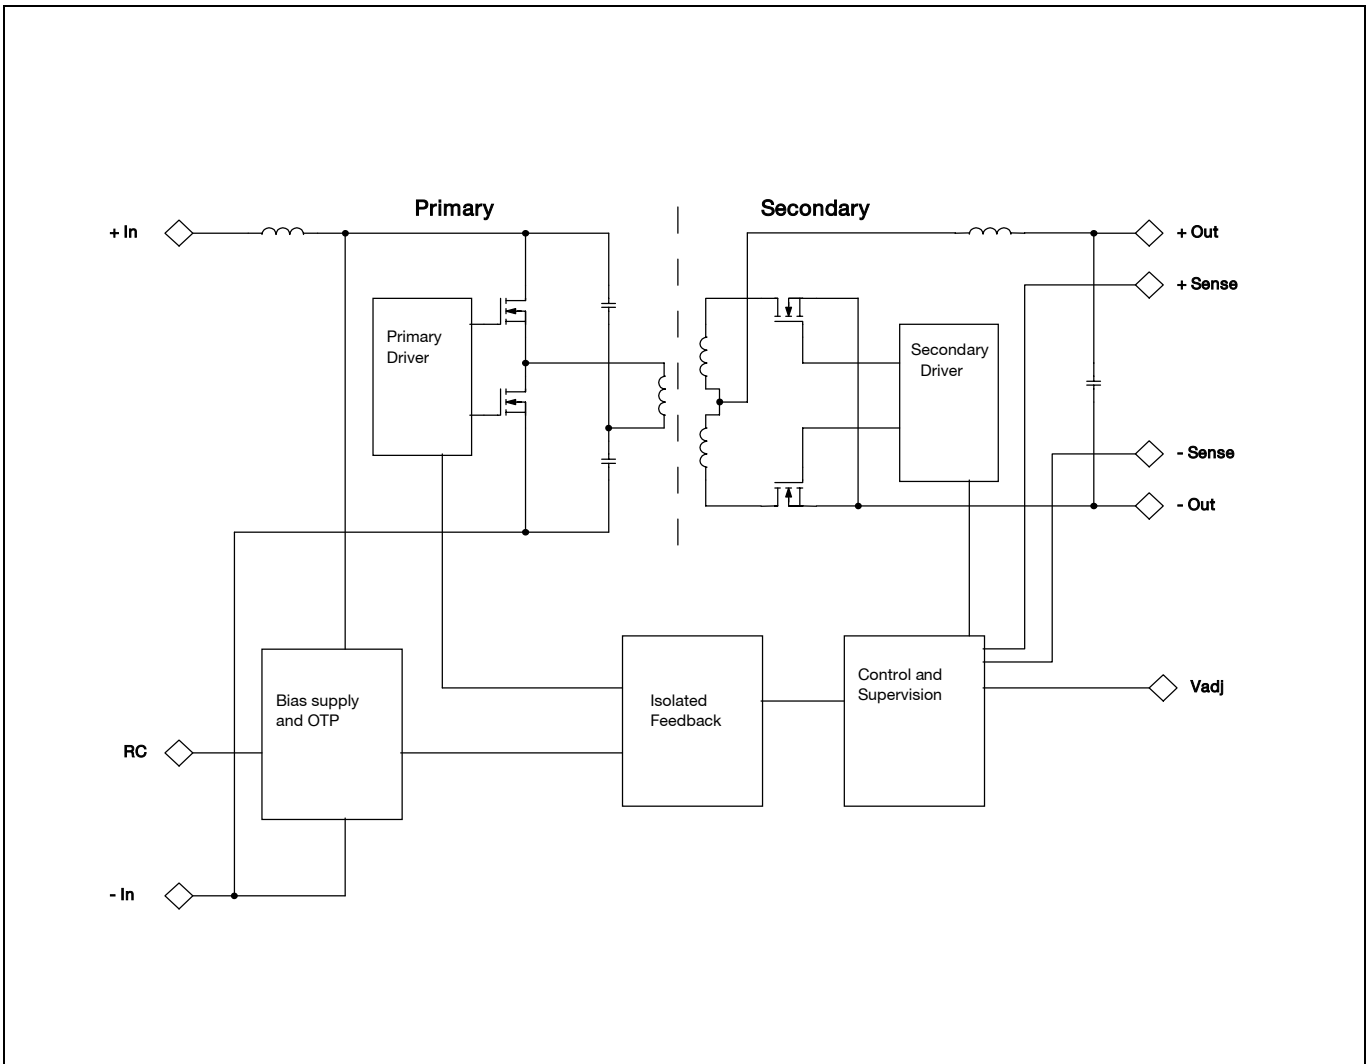 Primary
Secondary
+ In
+ Out
+ Sense
Primary
Driver
Secondary
Driver
- Sense
- Out
Bias supply
and OTP
Isolated
Feedback
Control and
Supervision
Vadj
RC
- In